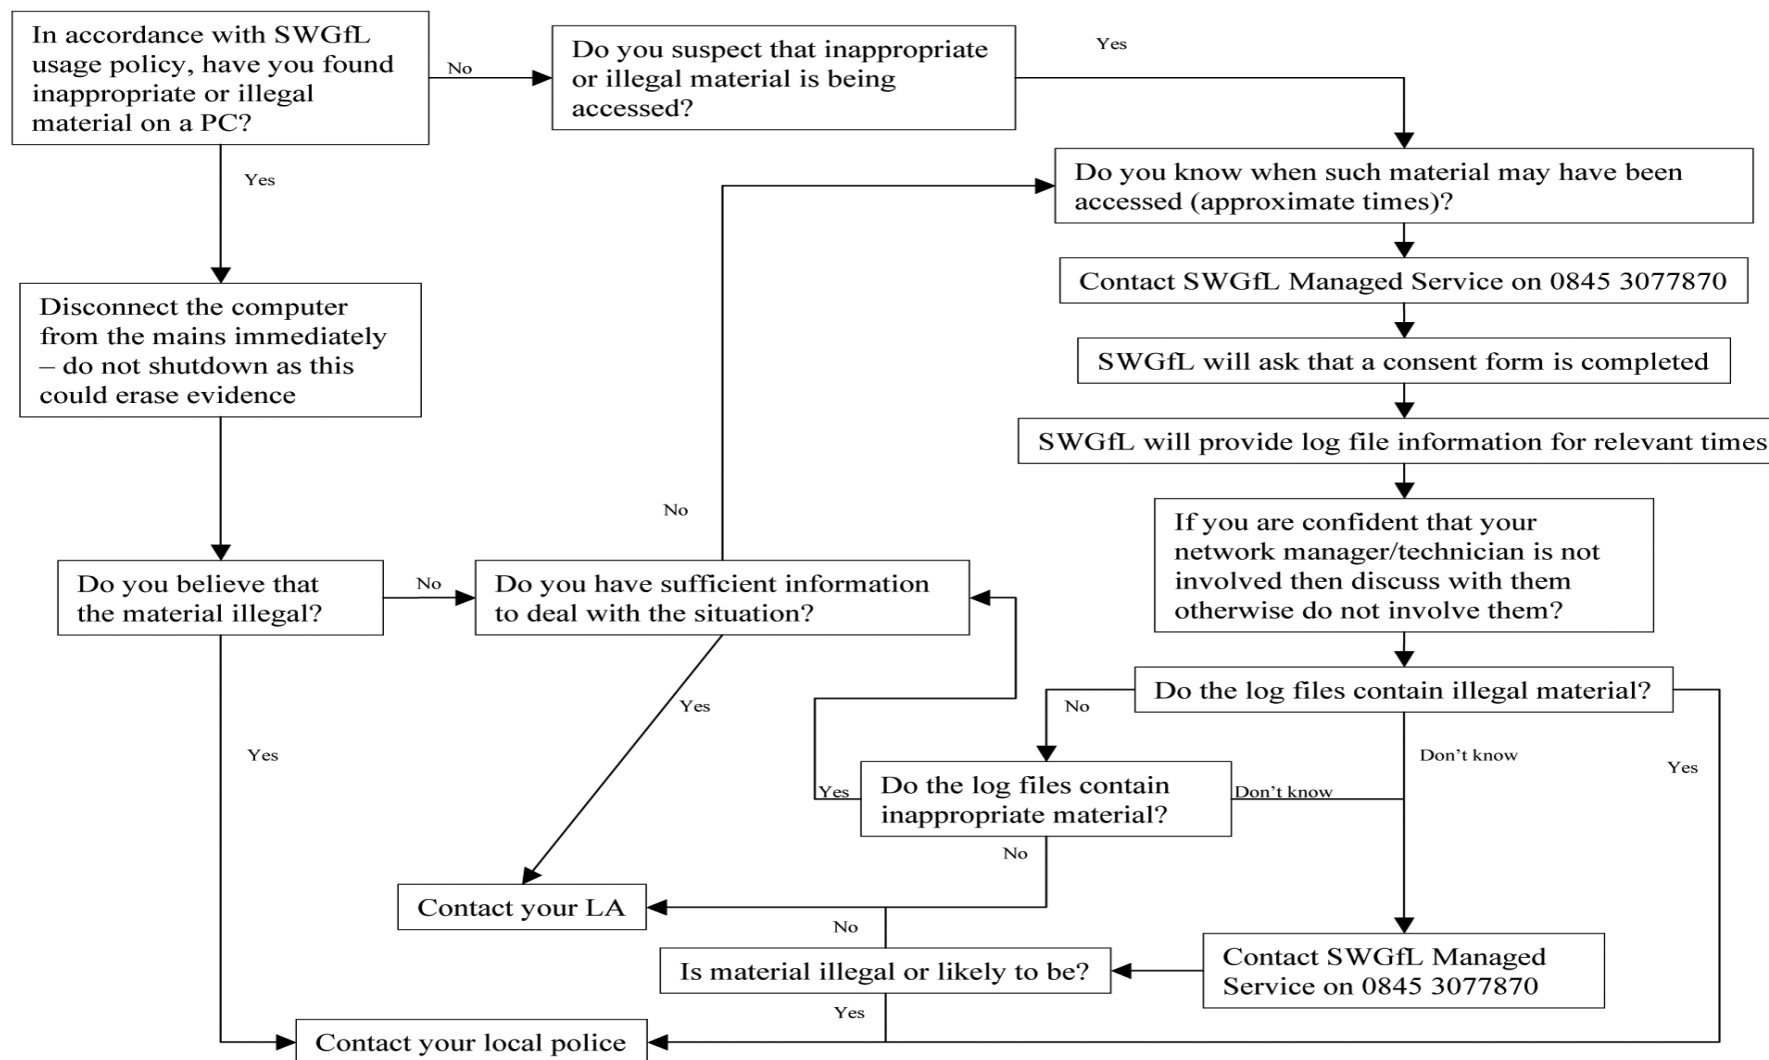 In accordance with SWGfL
usage policy, have you found
inappropriate or illegal
material on a PC?
No
Do you suspect that inappropriate
or illegal material is being
accessed?
Yes
Yes
Do you know when such material may have been
accessed (approximate times)?
Contact SWGfL Managed Service on 0845 3077870
Disconnect the computer
from the mains immediately
– do not shutdown as this
could erase evidence
SWGfL will ask that a consent form is completed
SWGfL will provide log file information for relevant times
No
If you are confident that your
network manager/technician is not
involved then discuss with them
otherwise do not involve them?
Do you believe that
the material illegal?
No
Do you have sufficient information
to deal with the situation?
Do the log files contain illegal material?
Yes
No
Yes
Don't know
Yes
Yes
Do the log files contain
inappropriate material?
Don't know
No
Contact your LA
No
Is material illegal or likely to be?
Contact SWGfL Managed
Service on 0845 3077870
Yes
Contact your local police